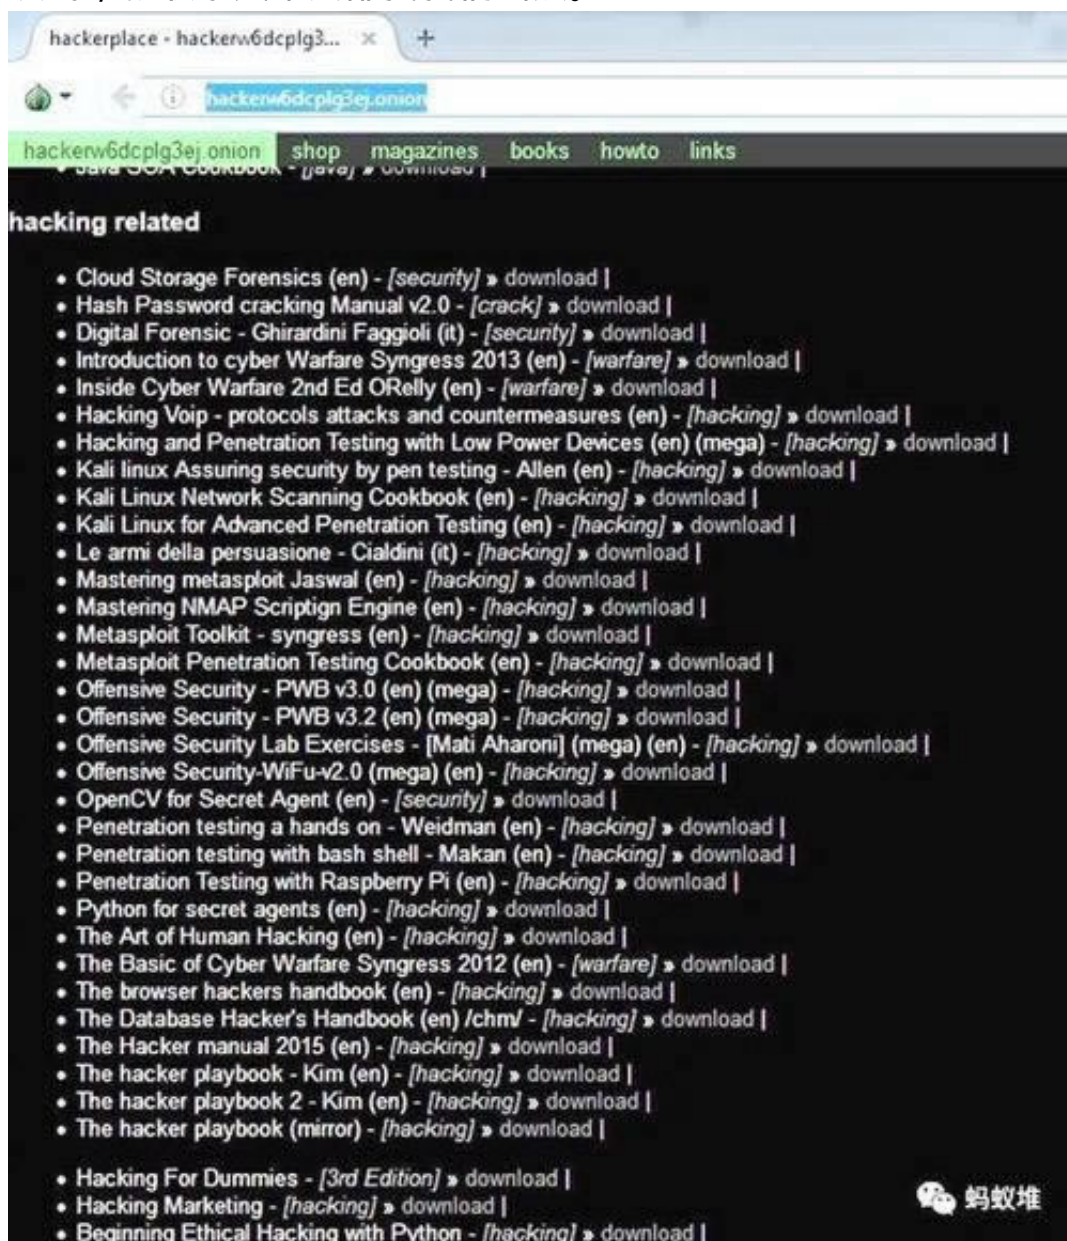 hackerplace - hackerw6dcplg3...
hackerw6dcplg3ej.onion
hackerw6dcplg3ej.onion shop magazines books howto links
Java SOA Cookbook - [java] » download |
hacking related
• Cloud Storage Forensics (en) - [security] » download |
• Hash Password cracking Manual v2.0 - [crack] » download |
• Digital Forensic - Ghirardini Faggioli (it) - [security] » download |
• Introduction to cyber Warfare Syngress 2013 (en) - [warfare] » download |
• Inside Cyber Warfare 2nd Ed ORelly (en) - [warfare] » download |
• Hacking Voip - protocols attacks and countermeasures (en) - [hacking] » download |
• Hacking and Penetration Testing with Low Power Devices (en) (mega) - [hacking] » download |
• Kali linux Assuring security by pen testing - Allen (en) - [hacking] » download |
• Kali Linux Network Scanning Cookbook (en) - [hacking] » download |
• Kali Linux for Advanced Penetration Testing (en) - [hacking] » download |
• Le armi della persuasione - Cialdini (it) - [hacking] » download |
• Mastering metasploit Jaswal (en) - [hacking] » download |
• Mastering NMAP Scriptign Engine (en) - [hacking] » download |
• Metasploit Toolkit - syngress (en) - [hacking] » download |
• Metasploit Penetration Testing Cookbook (en) - [hacking] » download |
• Offensive Security - PWB v3.0 (en) (mega) - [hacking] » download |
• Offensive Security - PWB v3.2 (en) (mega) - [hacking] » download |
• Offensive Security Lab Exercises - [Mati Aharoni] (mega) (en) - [hacking] » download |
• Offensive Security-WiFu-v2.0 (mega) (en) - [hacking] » download |
• OpenCV for Secret Agent (en) - [security] » download |
• Penetration testing a hands on - Weidman (en) - [hacking] » download |
• Penetration testing with bash shell - Makan (en) - [hacking] » download |
• Penetration Testing with Raspberry Pi (en) - [hacking] » download |
• Python for secret agents (en) - [hacking] » download |
• The Art of Human Hacking (en) - [hacking] » download |
• The Basic of Cyber Warfare Syngress 2012 (en) - [warfare] » download |
• The browser hackers handbook (en) - [hacking] » download |
• The Database Hacker's Handbook (en) /chm/ - [hacking] » download |
• The Hacker manual 2015 (en) - [hacking] » download |
• The hacker playbook - Kim (en) - [hacking] » download |
• The hacker playbook 2 - Kim (en) - [hacking] » download |
• The hacker playbook (mirror) - [hacking] » download |
• Hacking For Dummies - [3rd Edition] » download |
• Hacking Marketing - [hacking] » download |
• Beginning Ethical Hacking with Python - [hacking] » download |
蚂蚁堆